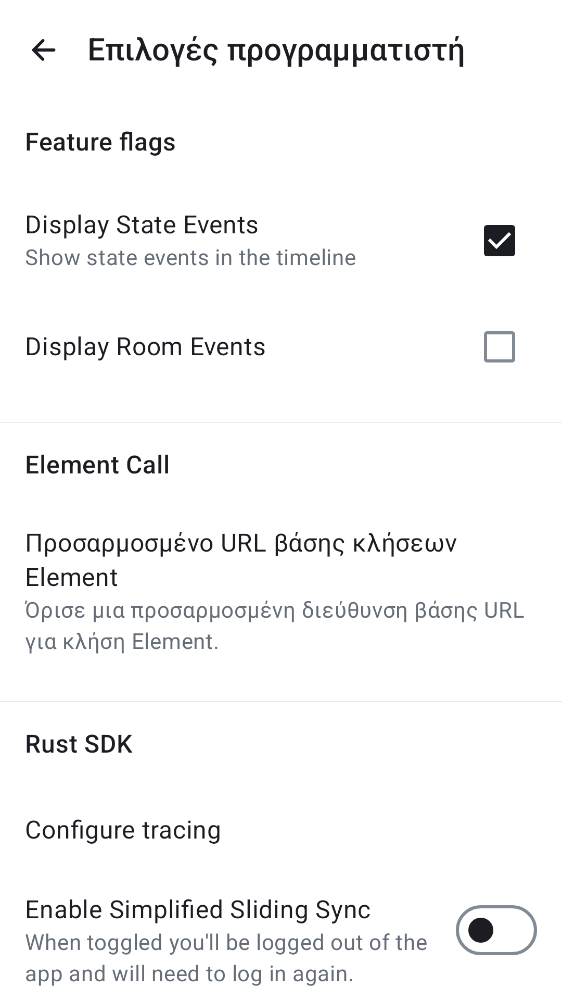 Επιλογές προγραμματιστή
Feature flags
Display State Events
Show state events in the timeline
Display Room Events
Element Call
Προσαρμοσμένο URL βάσης κλήσεων
Element
Όρισε μια προσαρμοσμένη διεύθυνση βάσης URL
για κλήση Element.
Rust SDK
Configure tracing
Enable Simplified Sliding Sync
When toggled you'll be logged out of the
app and will need to log in again.